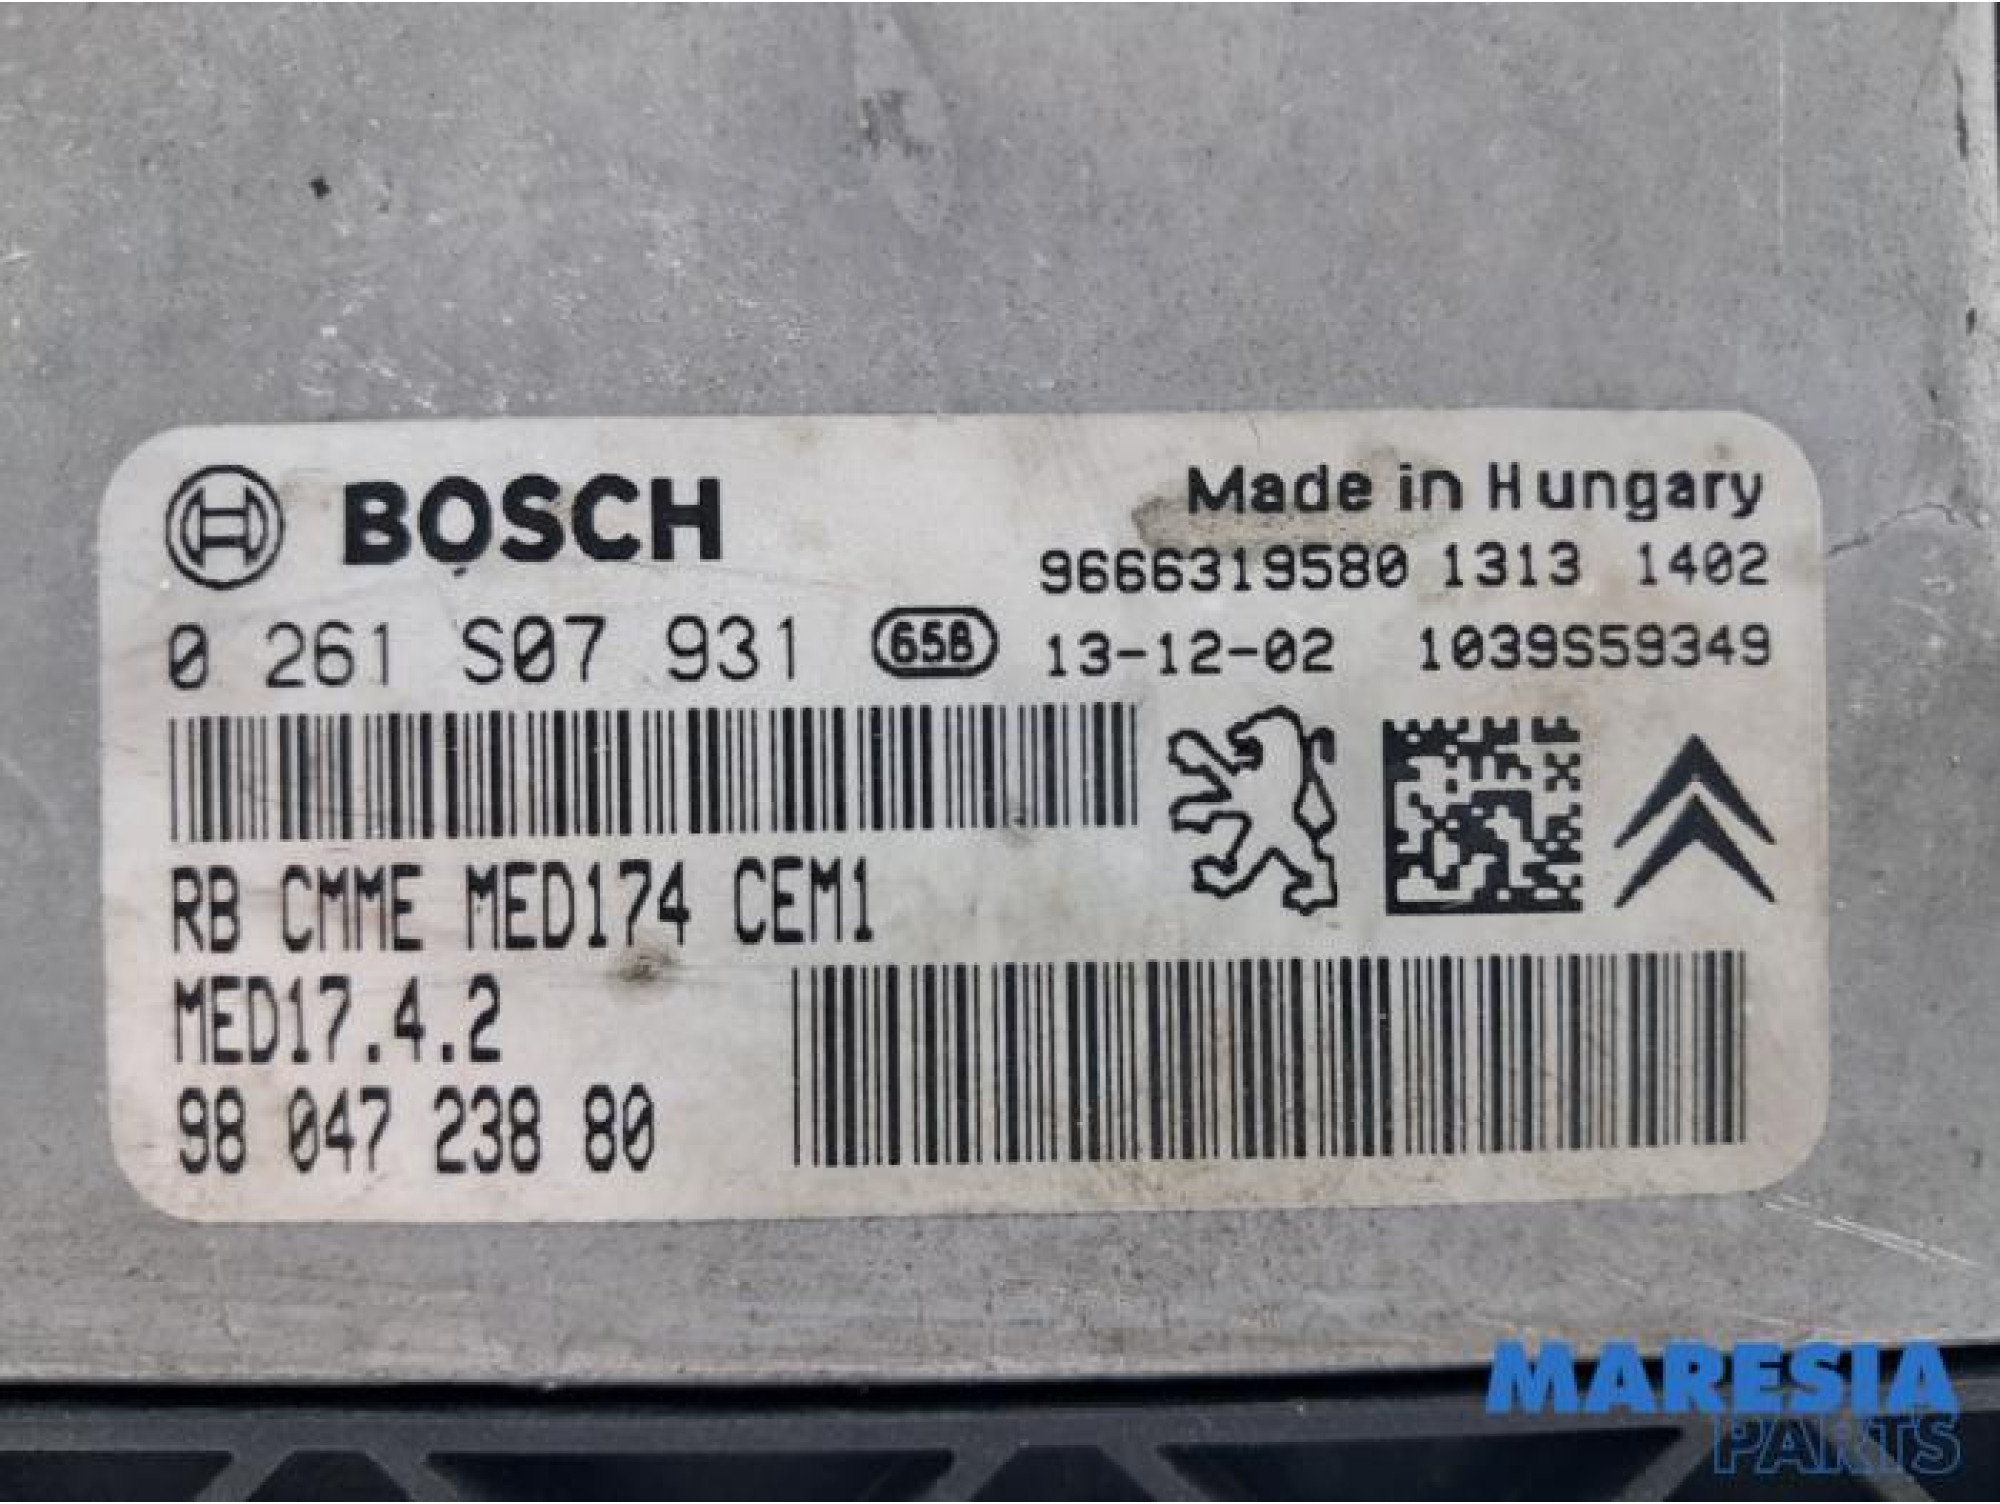 BOSCH
Made in Hungary
9666319580 1313 1402
0 261 S07 931 65B 13-12-02 1039S59349
RB CMME MED174 CEM1
MED17.4.2
98 047 238 80
MARESIA
PARTS